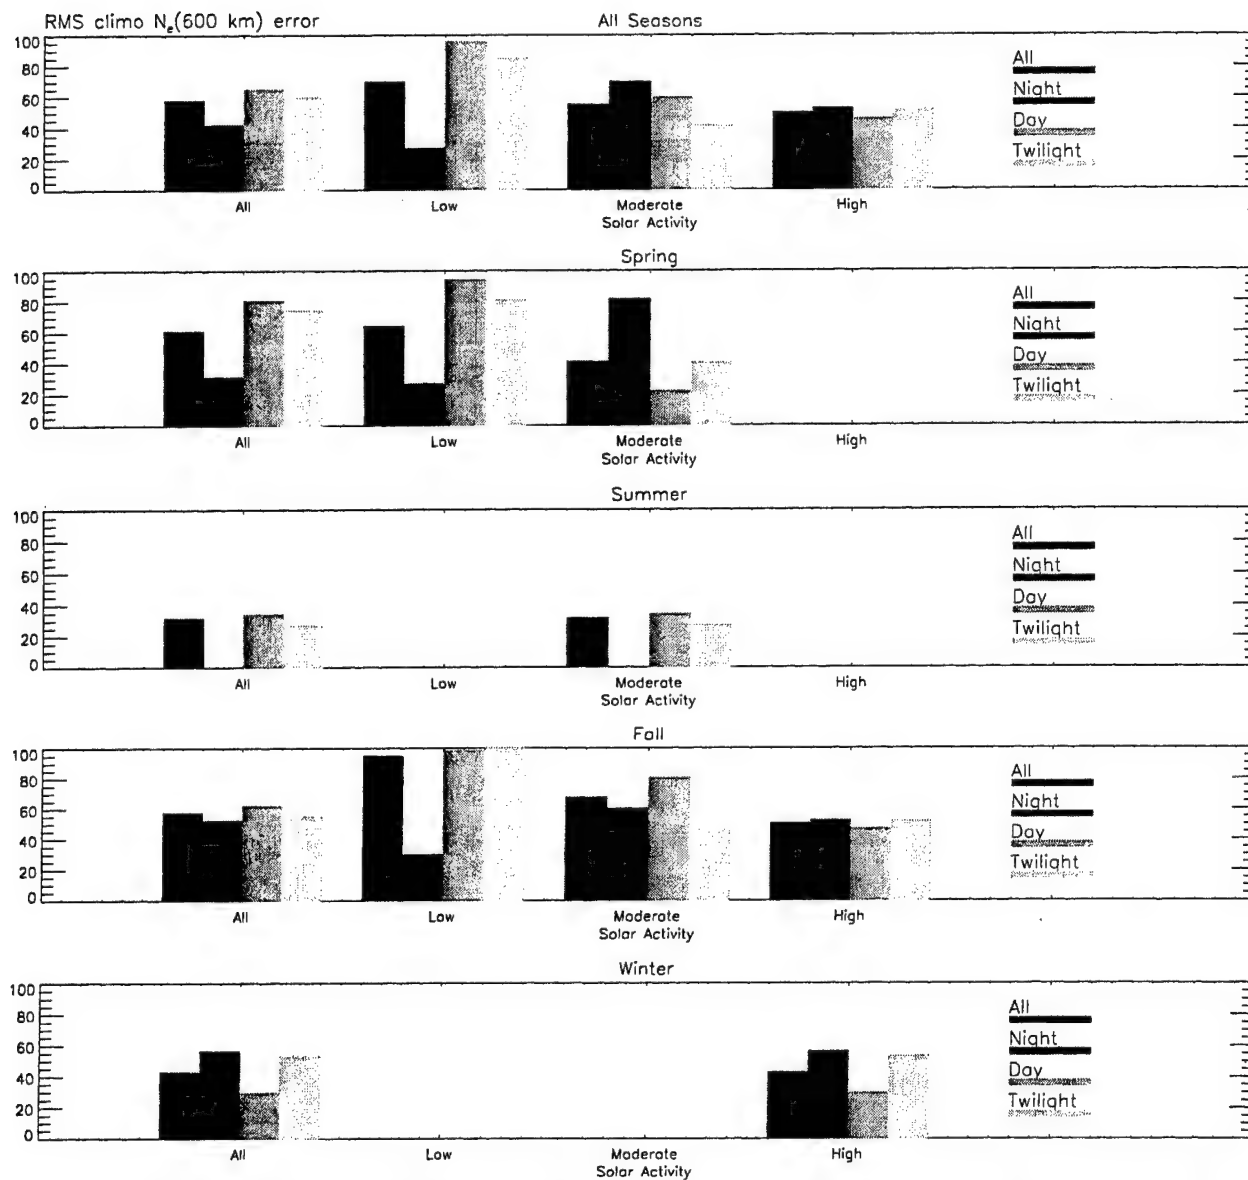 RMS climo Nₑ(600 km) error
All Seasons
100
80
60
40
20
0
All
Low
Moderate
High
Solar Activity
All
Night
Day
Twilight
Spring
100
80
60
40
20
0
All
Low
Moderate
High
Solar Activity
All
Night
Day
Twilight
Summer
100
80
60
40
20
0
All
Low
Moderate
High
Solar Activity
All
Night
Day
Twilight
Fall
100
80
60
40
20
0
All
Low
Moderate
High
Solar Activity
All
Night
Day
Twilight
Winter
100
80
60
40
20
0
All
Low
Moderate
High
Solar Activity
All
Night
Day
Twilight